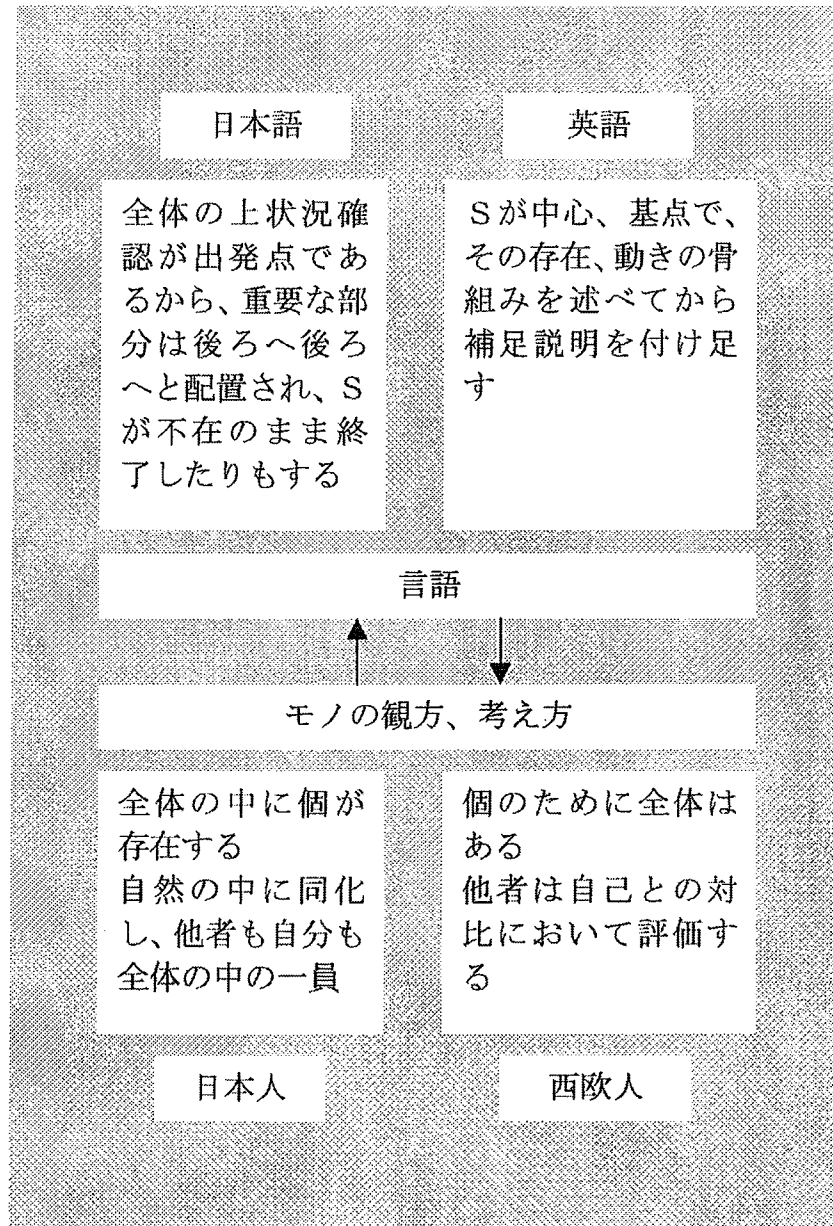 日本語
英語
全体の上状況確
認が出発点であ
るから、重要な部
分は後ろへ後ろ
へと配置され、S
が不在のまま終
了したりもする
Sが中心、基点で、
その存在、動きの骨
組みを述べてから
補足説明を付け足
す
言語
モノの観方、考え方
全体の中に個が
存在する
自然の中に同化
し、他者も自分も
全体の中の一員
個のために全体は
ある
他者は自己との対
比において評価す
る
日本人
西欧人